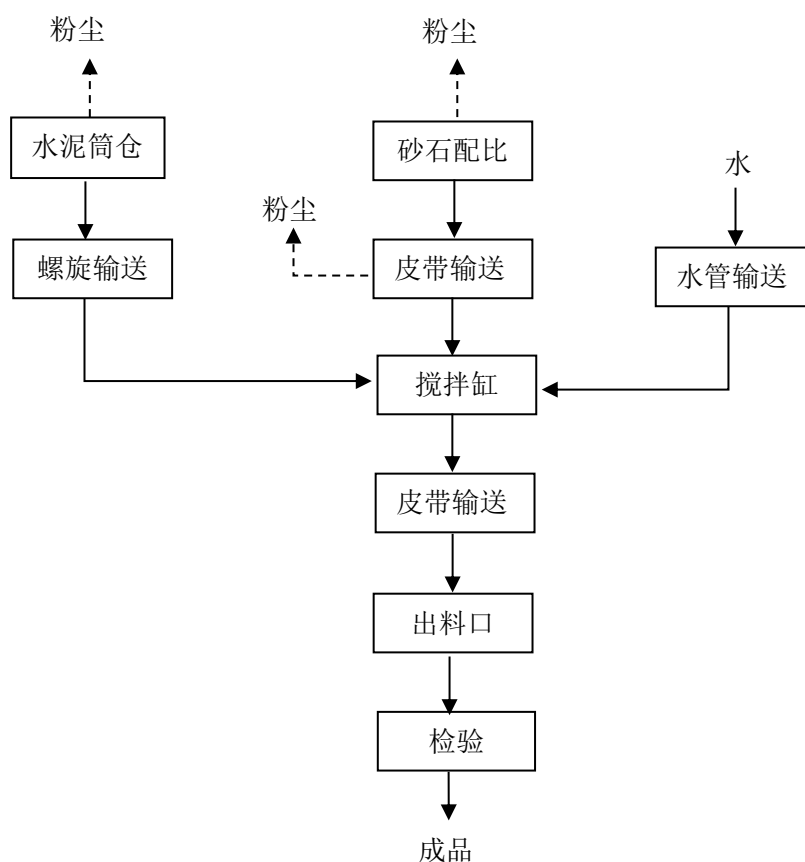 粉尘
粉尘
水泥筒仓
砂石配比
水
粉尘
螺旋输送
皮带输送
水管输送
搅拌缸
皮带输送
出料口
检验
成品